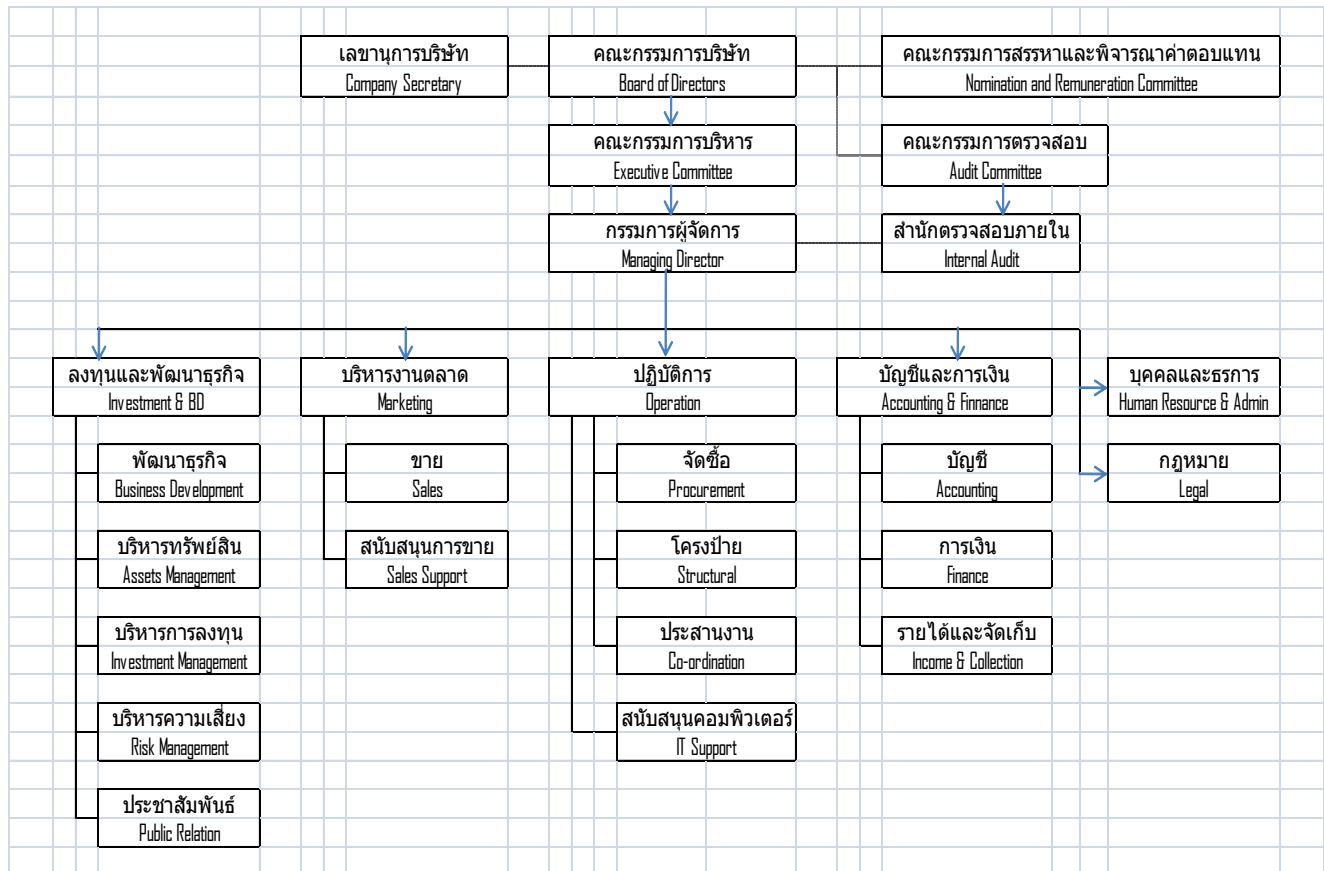 เลขานุการบริษัท
Company Secretary
คณะกรรมการบริษัท
Board of Directors
คณะกรรมการสรรหาและพิจารณาค่าตอบแทน
Nomination and Remuneration Committee
คณะกรรมการบริหาร
Executive Committee
คณะกรรมการตรวจสอบ
Audit Committee
กรรมการผู้จัดการ
Managing Director
สำนักตรวจสอบภายใน
Internal Audit
ลงทุนและพัฒนาธุรกิจ
Investment & BD
บริหารงานตลาด
Marketing
ปฏิบัติการ
Operation
บัญชีและการเงิน
Accounting & Finnance
บุคคลและธรการ
Human Resource & Admin
พัฒนาธุรกิจ
Business Development
ขาย
Sales
จัดซื้อ
Procurement
บัญชี
Accounting
กฎหมาย
Legal
บริหารทรัพย์สิน
Assets Management
สนับสนุนการขาย
Sales Support
โครงป้าย
Structural
การเงิน
Finance
บริหารการลงทุน
Investment Management
ประสานงาน
Co-ordination
รายได้และจัดเก็บ
Income & Collection
บริหารความเสี่ยง
Risk Management
สนับสนุนคอมพิวเตอร์
IT Support
ประชาสัมพันธ์
Public Relation